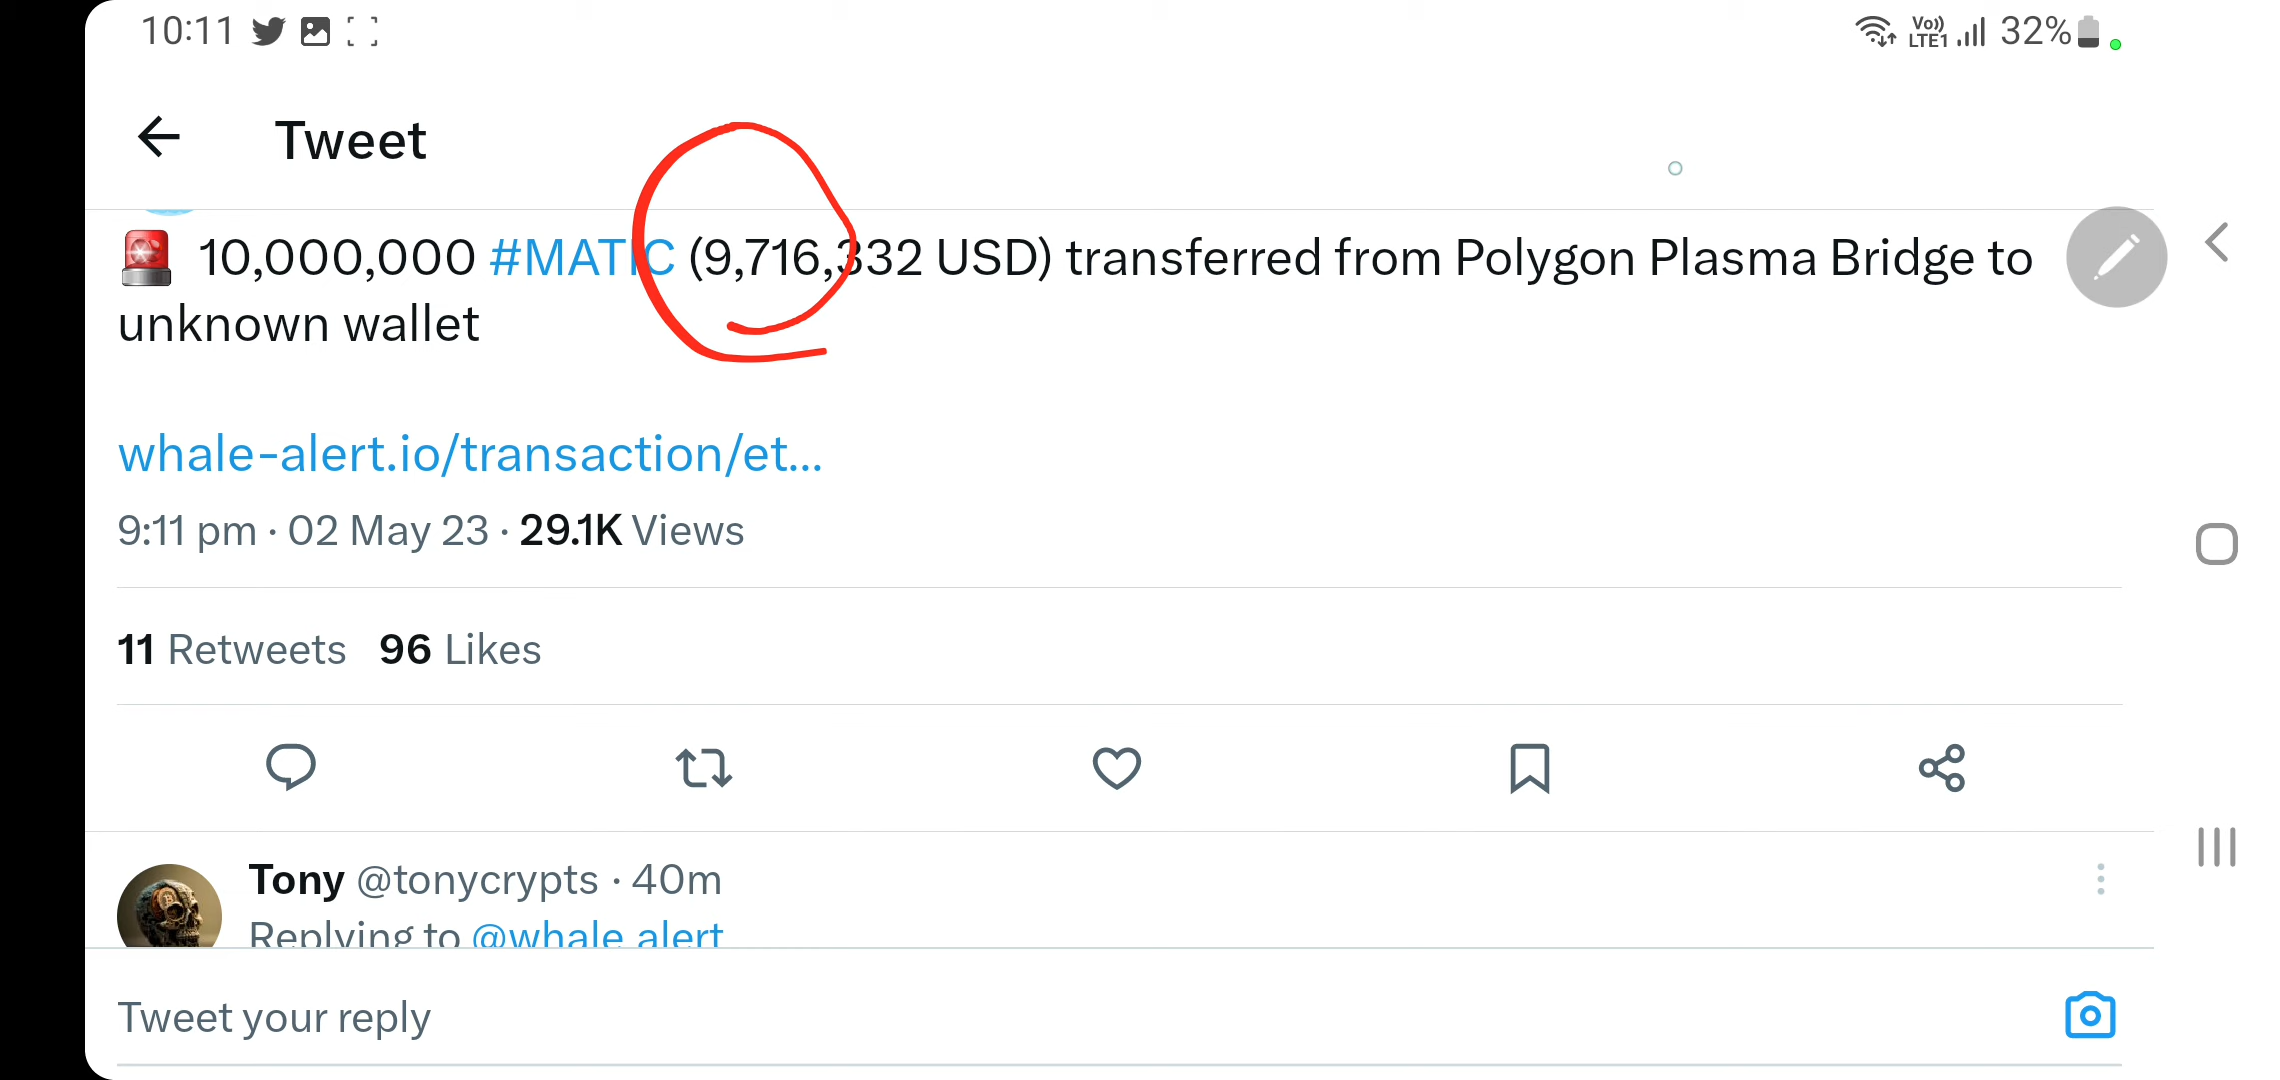 10:11 Vo)) LTE1 32%
Tweet
10,000,000 #MATIC (9,716,332 USD) transferred from Polygon Plasma Bridge to
unknown wallet
whale-alert.io/transaction/et...
9:11 pm · 02 May 23 · 29.1K Views
11 Retweets 96 Likes
Tony @tonycrypts · 40m
Replying to @whale_alert
Tweet your reply